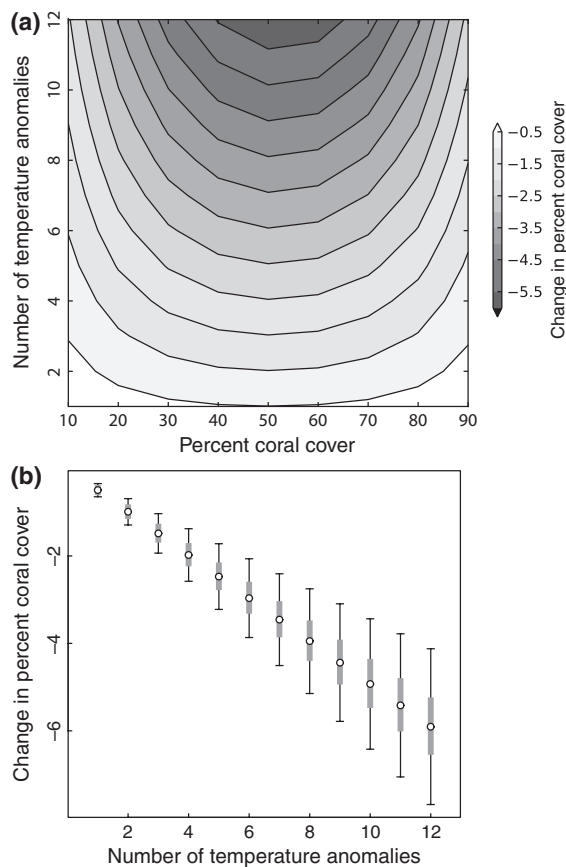 (a)
12
10
8
6
4
2
Number of temperature anomalies
10 20 30 40 50 60 70 80 90
Percent coral cover
−0.5
−1.5
−2.5
−3.5
−4.5
−5.5
Change in percent coral cover
(b)
−2
−4
−6
Change in percent coral cover
2 4 6 8 10 12
Number of temperature anomalies